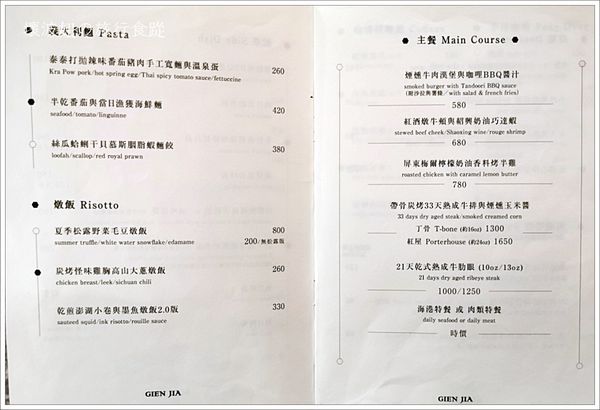 義大利麵 Pasta
泰泰打拋辣味番茄豬肉手工寬麵與溫泉蛋
Kra Pow pork/hot spring egg/Thai spicy tomato sauce/fettuccine
260
半乾番茄與當日漁獲海鮮麵
seafood/tomato/linguinne
420
絲瓜蛤蜊干貝慕斯胭脂蝦麵餃
loofah/scallop/red royal prawn
380
燉飯 Risotto
夏季松露野菜毛豆燉飯
800
summer truffle/white water snowflake/edamame
200/無松露版
炭烤怪味雞胸高山大蔥燉飯
260
chicken breast/leek/sichuan chili
乾煎澎湖小卷與墨魚燉飯2.0版
330
sauteed squid/ink risotto/rouille sauce
GIEN JIA
主餐 Main Course
煙燻牛肉漢堡與咖哩BBQ醬汁
smoked burger with Tandoori BBQ sauce
(附沙拉與薯條／with salad & french fries)
580
紅酒燉牛頰與紹興奶油巧達蝦
stewed beef cheek/Shaoxing wine/rouge shrimp
680
屏東梅爾檸檬奶油香料烤半雞
roasted chicken with caramel lemon butter
780
帶骨炭烤33天熟成牛排與煙燻玉米醬
33 days dry aged steak/smoked creamed corn
丁骨 T-bone (約16oz) 1300
紅屋 Porterhouse (約24oz) 1650
21天乾式熟成牛肋眼 (10oz/13oz)
21 days dry aged ribeye steak
1000/1250
海港特餐 或 肉類特餐
daily seafood or daily meat
時價
GIEN JIA